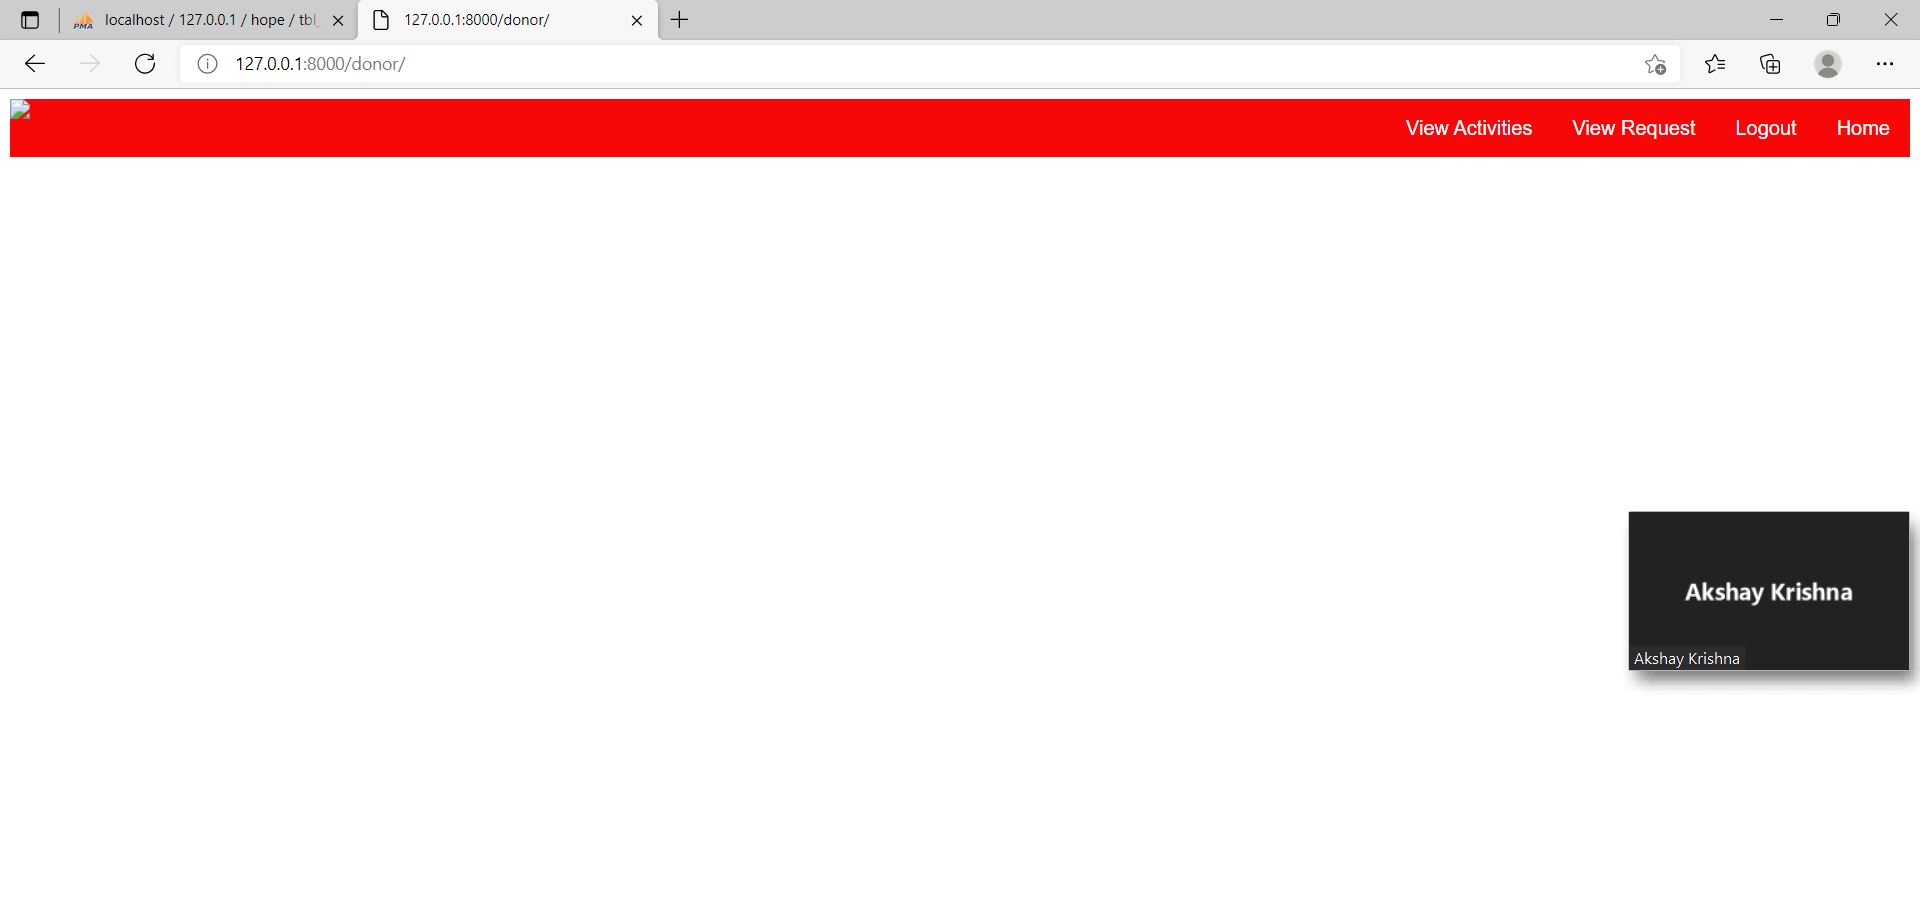 localhost / 127.0.0.1 / hope / tbl_
127.0.0.1:8000/donor/
127.0.0.1:8000/donor/
View Activities View Request Logout Home
Akshay Krishna
Akshay Krishna
PMA